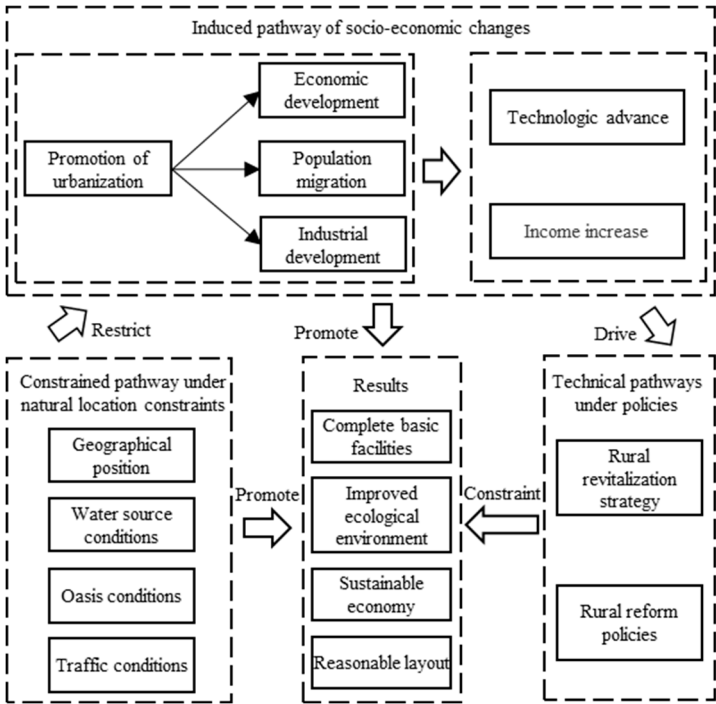 Induced pathway of socio-economic changes
Promotion of
urbanization
Economic
development
Population
migration
Industrial
development
Technologic advance
Income increase
Restrict
Promote
Drive
Constrained pathway under
natural location constraints
Geographical
position
Water source
conditions
Oasis conditions
Traffic conditions
Promote
Results
Complete basic
facilities
Improved
ecological
environment
Sustainable
economy
Reasonable layout
Constraint
Technical pathways
under policies
Rural
revitalization
strategy
Rural reform
policies